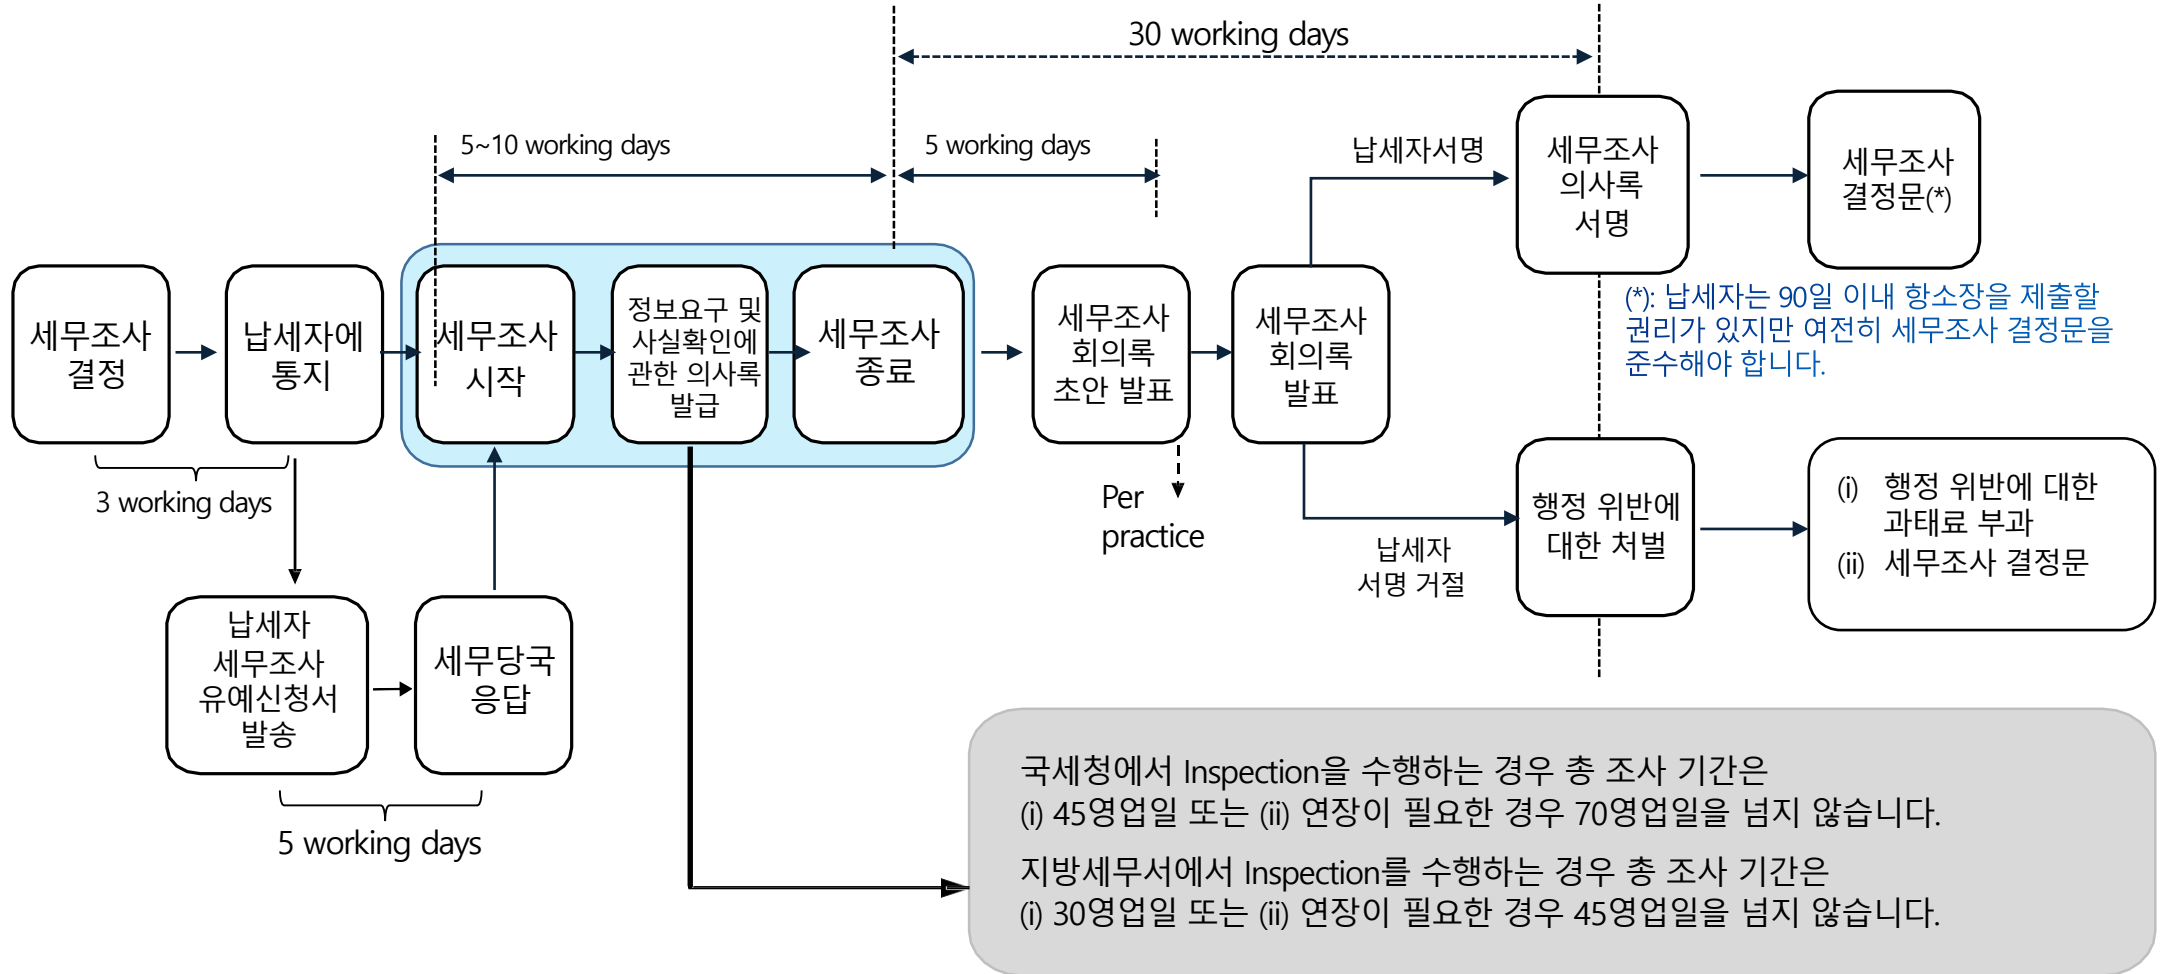 30 working days
5~10 working days
5 working days
납세자서명
세무조사
의사록
서명
세무조사
결정문(*)
(*): 납세자는 90일 이내 항소장을 제출할
권리가 있지만 여전히 세무조사 결정문을
준수해야 합니다.
세무조사
결정
납세자에
통지
세무조사
시작
정보요구 및
사실확인에
관한 의사록
발급
세무조사
종료
세무조사
회의록
초안 발표
세무조사
회의록
발표
3 working days
Per
practice
납세자
서명 거절
행정 위반에
대한 처벌
(i) 행정 위반에 대한
과태료 부과
(ii) 세무조사 결정문
납세자
세무조사
유예신청서
발송
세무당국
응답
5 working days
국세청에서 Inspection을 수행하는 경우 총 조사 기간은
(i) 45영업일 또는 (ii) 연장이 필요한 경우 70영업일을 넘지 않습니다.
지방세무서에서 Inspection를 수행하는 경우 총 조사 기간은
(i) 30영업일 또는 (ii) 연장이 필요한 경우 45영업일을 넘지 않습니다.